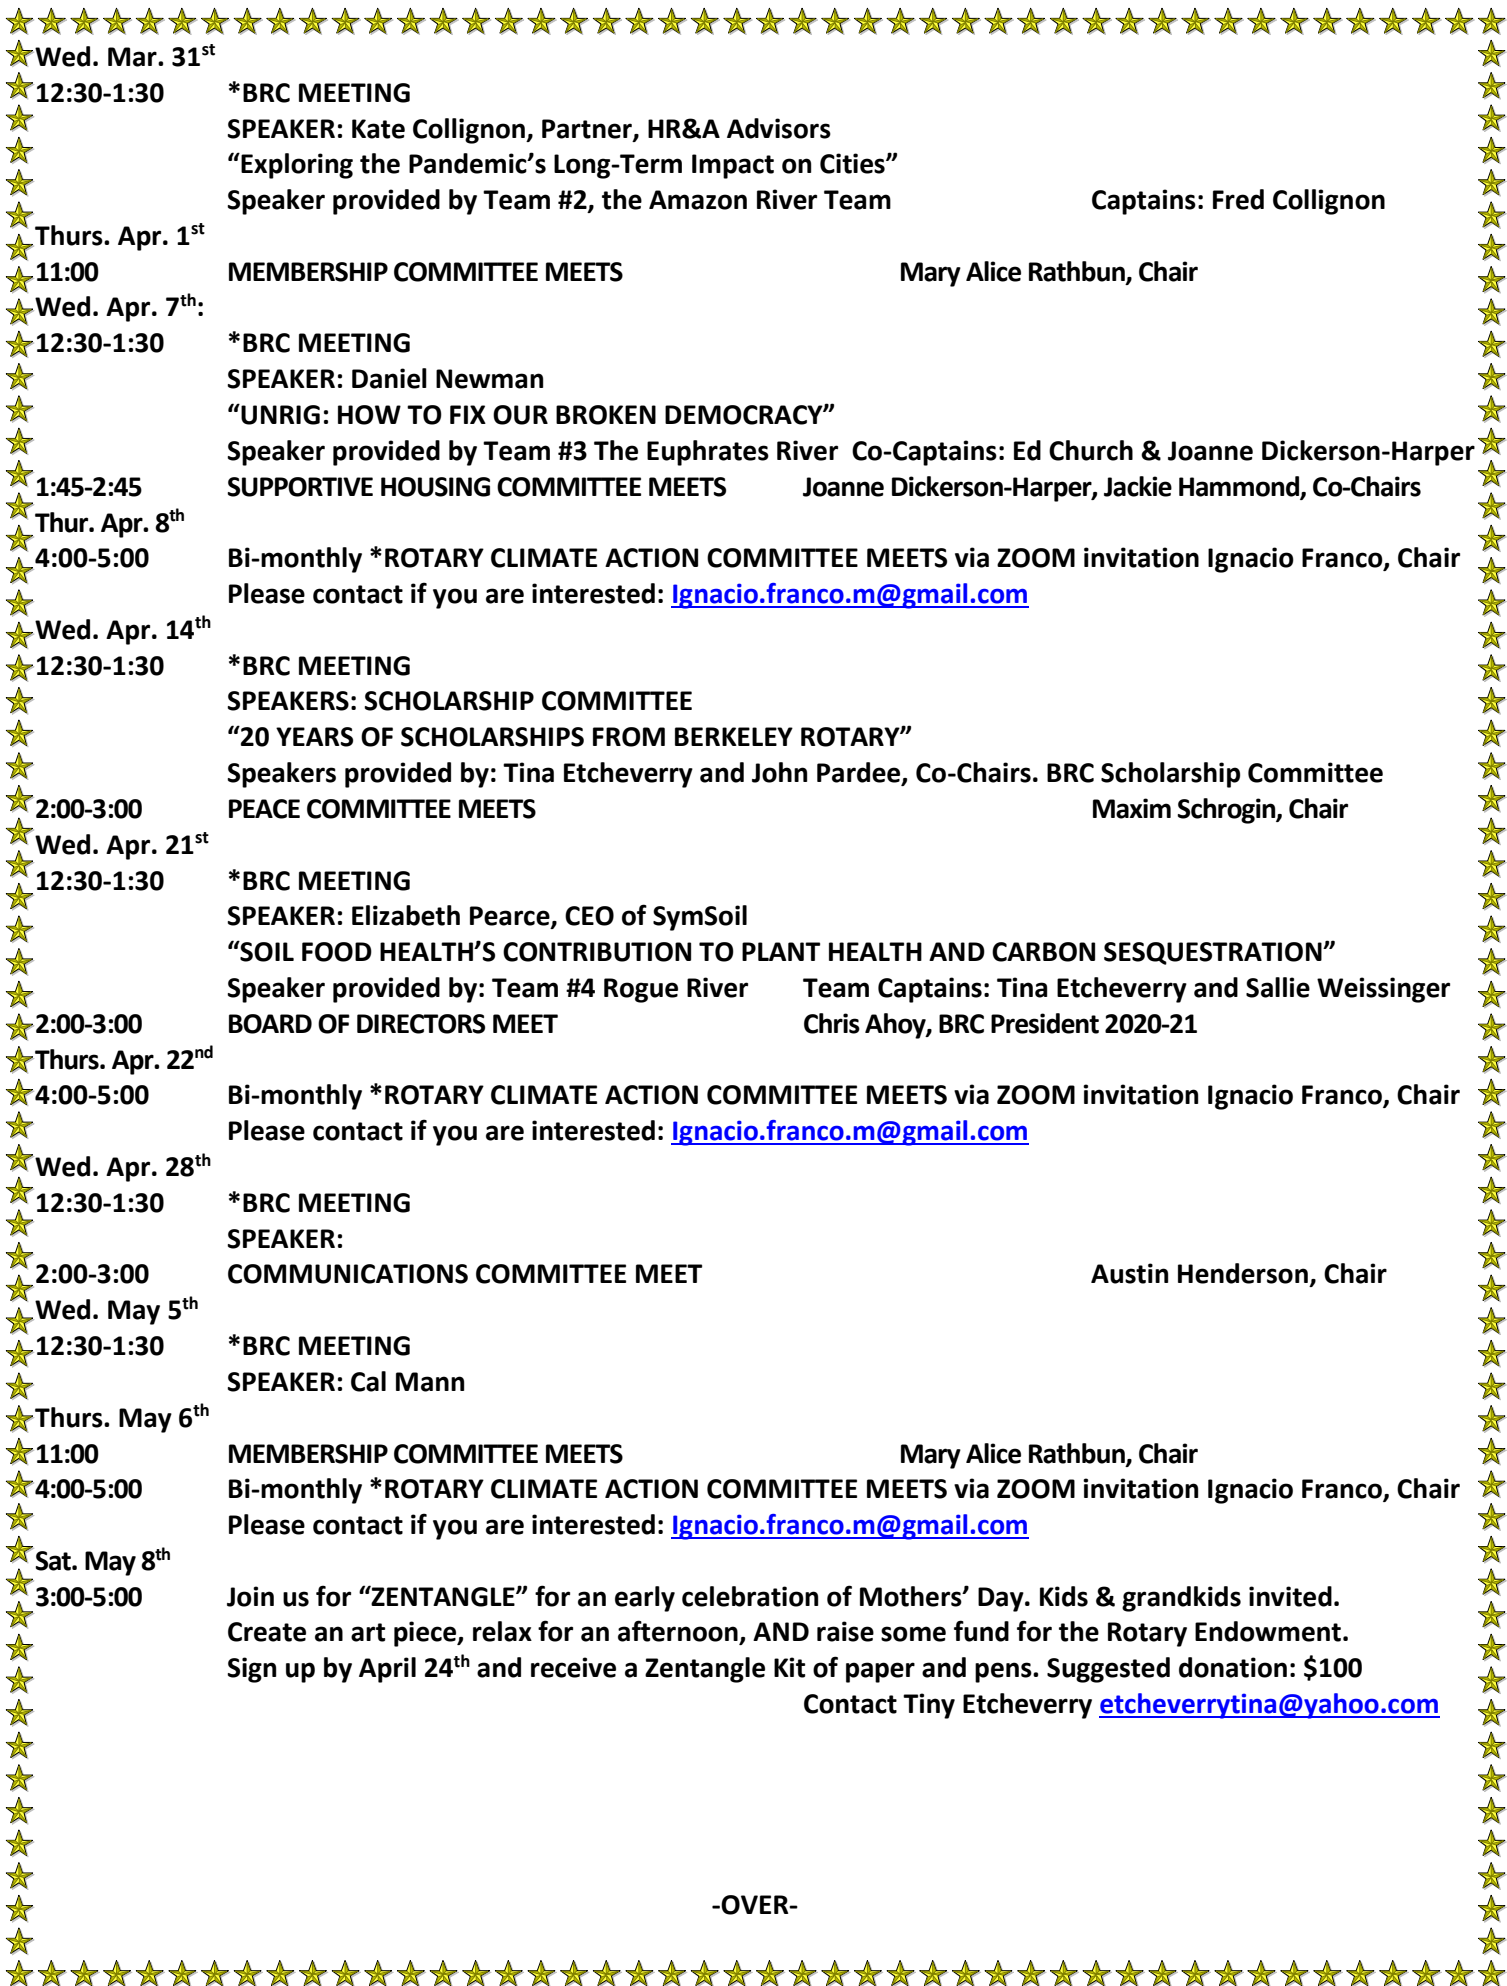 Wed. Mar. 31st
12:30-1:30 *BRC MEETING
SPEAKER: Kate Collignon, Partner, HR&A Advisors
“Exploring the Pandemic’s Long-Term Impact on Cities”
Speaker provided by Team #2, the Amazon River Team Captains: Fred Collignon
Thurs. Apr. 1st
11:00 MEMBERSHIP COMMITTEE MEETS Mary Alice Rathbun, Chair
Wed. Apr. 7th:
12:30-1:30 *BRC MEETING
SPEAKER: Daniel Newman
“UNRIG: HOW TO FIX OUR BROKEN DEMOCRACY”
Speaker provided by Team #3 The Euphrates River Co-Captains: Ed Church & Joanne Dickerson-Harper
1:45-2:45 SUPPORTIVE HOUSING COMMITTEE MEETS Joanne Dickerson-Harper, Jackie Hammond, Co-Chairs
Thur. Apr. 8th
4:00-5:00 Bi-monthly *ROTARY CLIMATE ACTION COMMITTEE MEETS via ZOOM invitation Ignacio Franco, Chair
Please contact if you are interested: Ignacio.franco.m@gmail.com
Wed. Apr. 14th
12:30-1:30 *BRC MEETING
SPEAKERS: SCHOLARSHIP COMMITTEE
“20 YEARS OF SCHOLARSHIPS FROM BERKELEY ROTARY”
Speakers provided by: Tina Etcheverry and John Pardee, Co-Chairs. BRC Scholarship Committee
2:00-3:00 PEACE COMMITTEE MEETS Maxim Schrogin, Chair
Wed. Apr. 21st
12:30-1:30 *BRC MEETING
SPEAKER: Elizabeth Pearce, CEO of SymSoil
“SOIL FOOD HEALTH’S CONTRIBUTION TO PLANT HEALTH AND CARBON SESQUESTRATION”
Speaker provided by: Team #4 Rogue River Team Captains: Tina Etcheverry and Sallie Weissinger
2:00-3:00 BOARD OF DIRECTORS MEET Chris Ahoy, BRC President 2020-21
Thurs. Apr. 22nd
4:00-5:00 Bi-monthly *ROTARY CLIMATE ACTION COMMITTEE MEETS via ZOOM invitation Ignacio Franco, Chair
Please contact if you are interested: Ignacio.franco.m@gmail.com
Wed. Apr. 28th
12:30-1:30 *BRC MEETING
SPEAKER:
2:00-3:00 COMMUNICATIONS COMMITTEE MEET Austin Henderson, Chair
Wed. May 5th
12:30-1:30 *BRC MEETING
SPEAKER: Cal Mann
Thurs. May 6th
11:00 MEMBERSHIP COMMITTEE MEETS Mary Alice Rathbun, Chair
4:00-5:00 Bi-monthly *ROTARY CLIMATE ACTION COMMITTEE MEETS via ZOOM invitation Ignacio Franco, Chair
Please contact if you are interested: Ignacio.franco.m@gmail.com
Sat. May 8th
3:00-5:00 Join us for “ZENTANGLE” for an early celebration of Mothers’ Day. Kids & grandkids invited.
Create an art piece, relax for an afternoon, AND raise some fund for the Rotary Endowment.
Sign up by April 24th and receive a Zentangle Kit of paper and pens. Suggested donation: $100
Contact Tiny Etcheverry etcheverrytina@yahoo.com
-OVER-